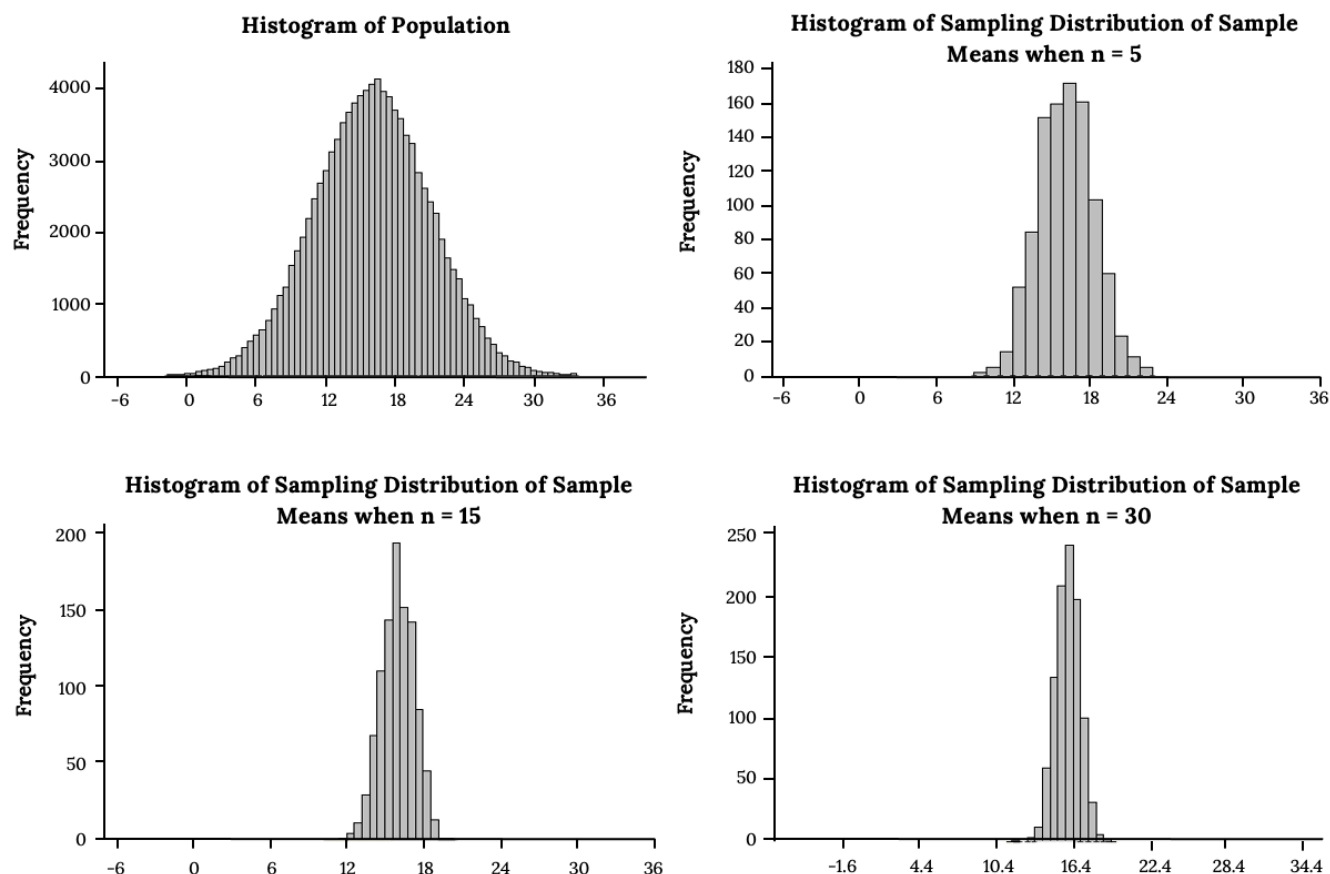 Histogram of Population
Frequency
4000
3000
2000
1000
0
-6 0 6 12 18 24 30 36
Histogram of Sampling Distribution of Sample
Means when n = 5
Frequency
180
160
140
120
100
80
60
40
20
0
-6 0 6 12 18 24 30 36
Histogram of Sampling Distribution of Sample
Means when n = 15
Frequency
200
150
100
50
0
-6 0 6 12 18 24 30 36
Histogram of Sampling Distribution of Sample
Means when n = 30
Frequency
250
200
150
100
50
0
-1.6 4.4 10.4 16.4 22.4 28.4 34.4